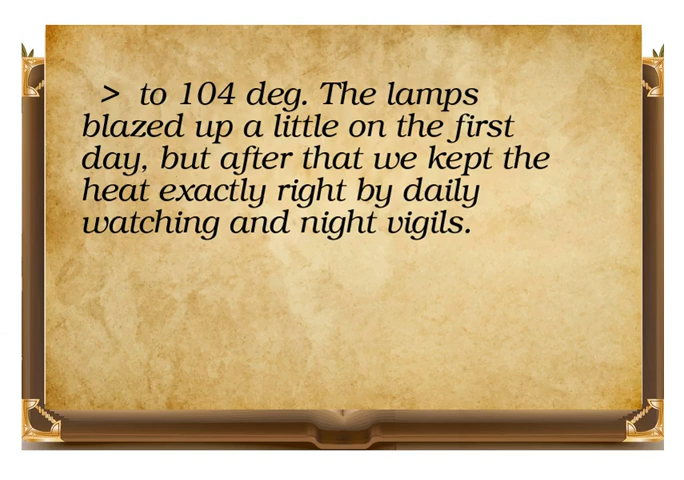 > to 104 deg. The lamps
blazed up a little on the first
day, but after that we kept the
heat exactly right by daily
watching and night vigils.